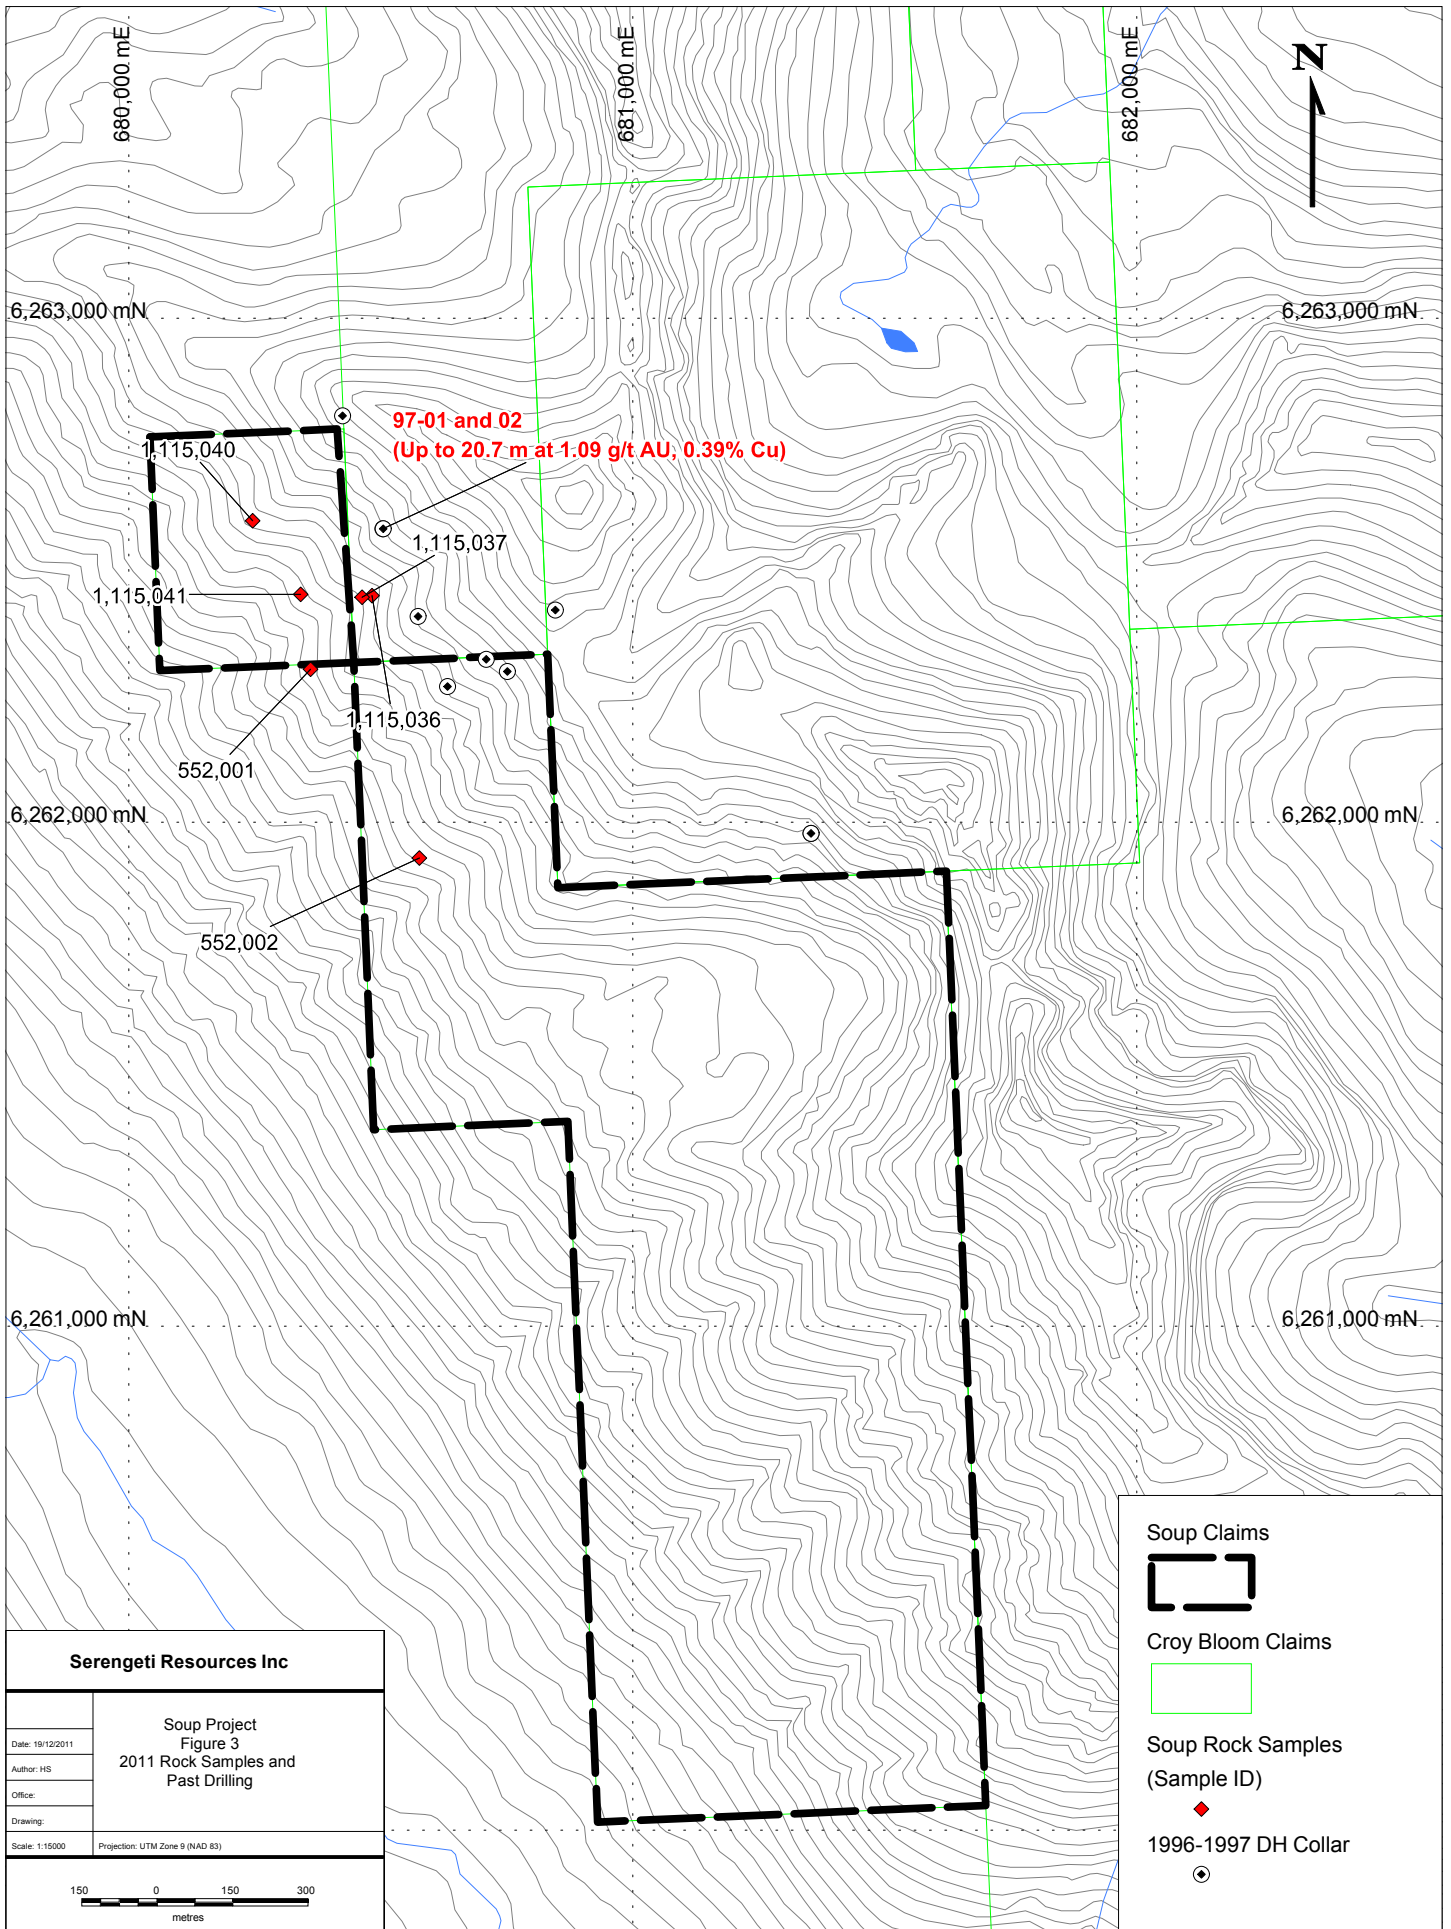 680,000 mE
681,000 mE
682,000 mE
N
6,263,000 mN
6,263,000 mN
97-01 and 02
(Up to 20.7 m at 1.09 g/t AU, 0.39% Cu)
1,115,040
1,115,037
1,115,041
1,115,036
552,001
6,262,000 mN
6,262,000 mN
552,002
6,261,000 mN
6,261,000 mN
Soup Claims
Croy Bloom Claims
Soup Rock Samples
(Sample ID)
1996-1997 DH Collar
Serengeti Resources Inc
Soup Project
Figure 3
2011 Rock Samples and
Past Drilling
Date: 19/12/2011
Author: HS
Office:
Drawing:
Scale: 1:15000
Projection: UTM Zone 9 (NAD 83)
150 0 150 300
metres